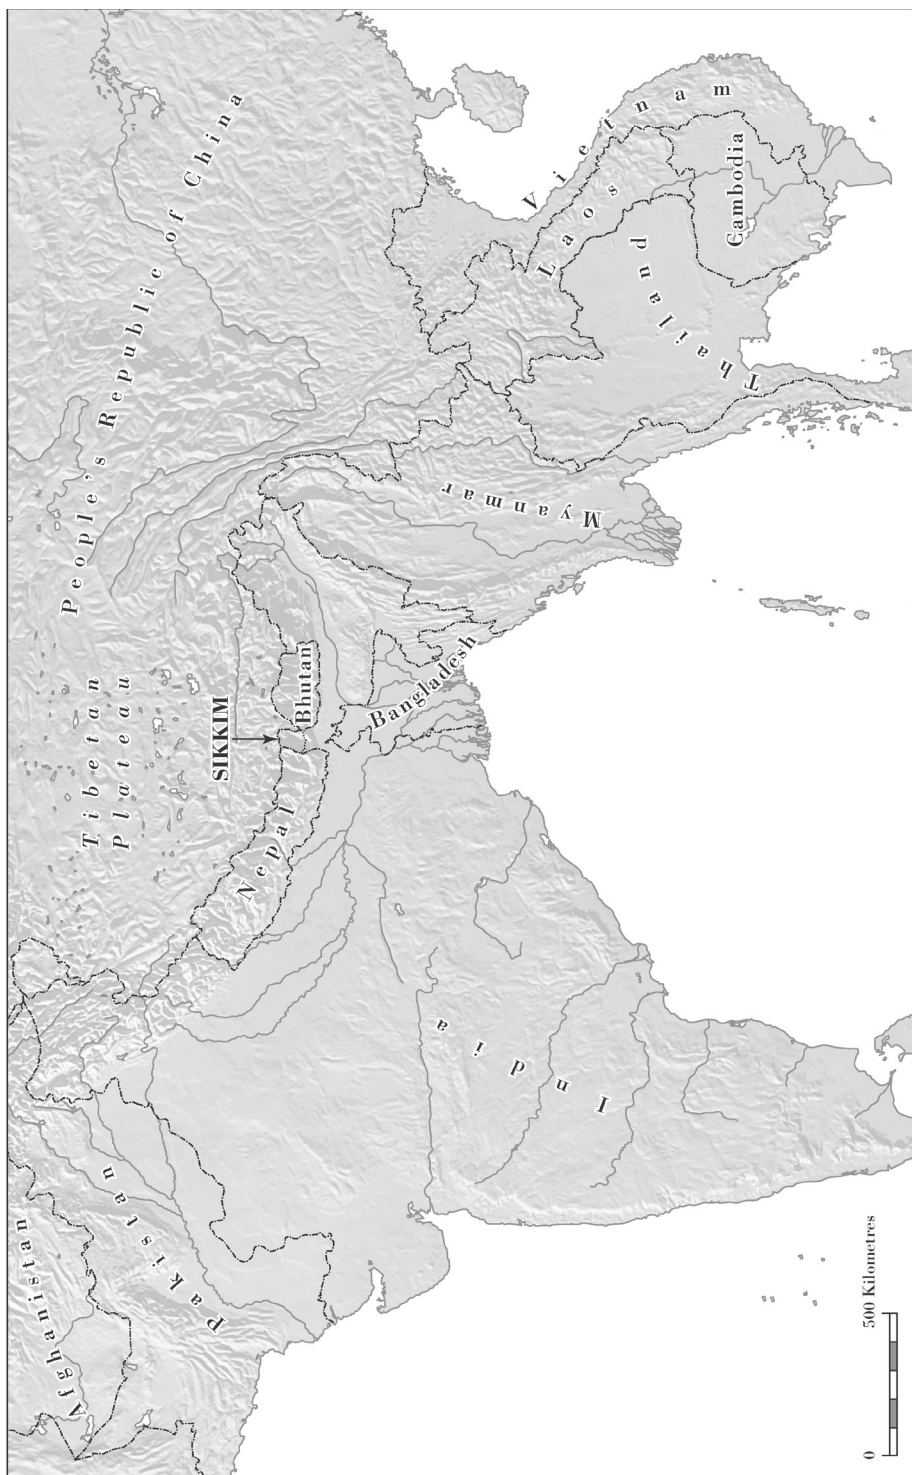 Afghanistan
Pakistan
India
Nepal
Tibetan
Plateau
SIKKIM
Bhutan
Bangladesh
People's Republic of China
Myanmar
Thailand
Laos
Vietnam
Cambodia
0 500 Kilometres